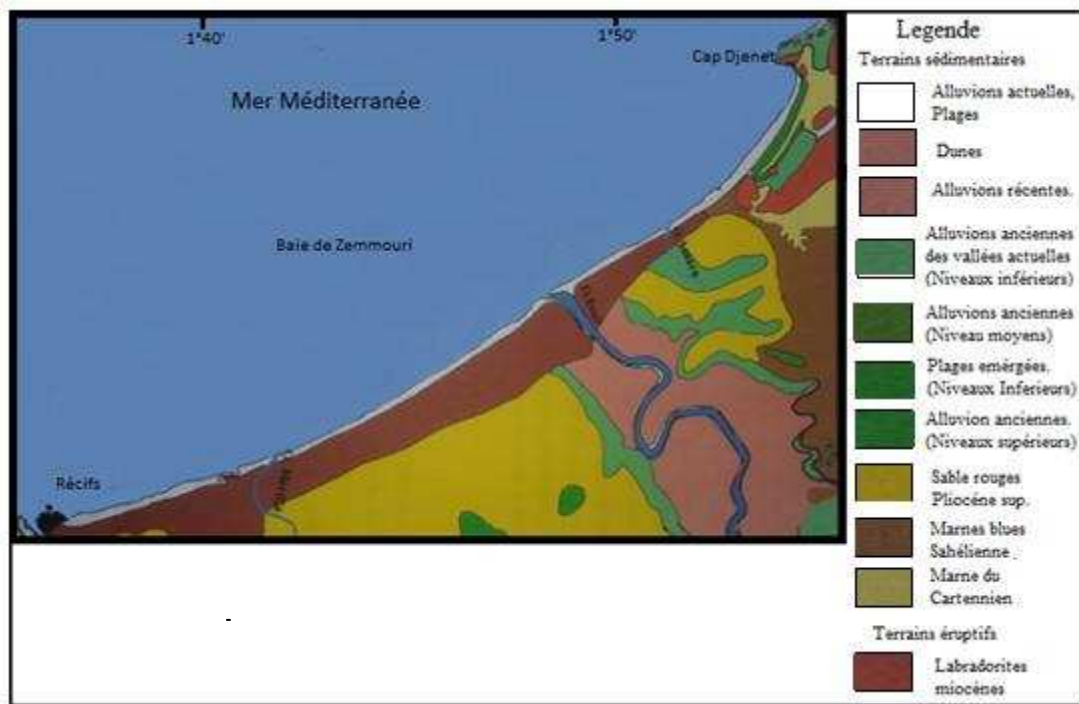 1°40'
1°50'
Cap Djenet
Mer Méditerranée
Baie de Zemmouri
Récifs
Legende
Terrains sédimentaires
Alluvions actuelles,
Plages
Dunes
Alluvions récentes.
Alluvions anciennes
des vallées actuelles
(Niveaux inférieurs)
Alluvions anciennes
(Niveau moyens)
Plages emérgées.
(Niveaux Inferieurs)
Alluvion anciennes.
(Niveaux supérieurs)
Sable rouges
Pliocéne sup.
Marnes blues
Sahélienne .
Marne du
Cartennien
Terrains éruptifs
Labradorites
miocénes
-